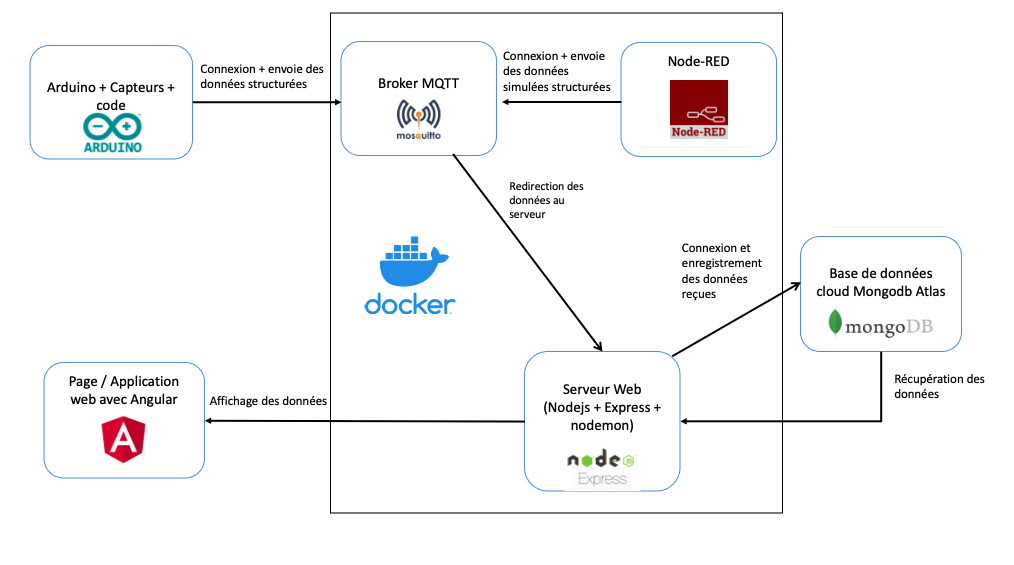 Arduino + Capteurs +
code
ARDUINO
Connexion + envoie des
données structurées
Broker MQTT
mosquitto
Connexion + envoie
des données
simulées structurées
Node-RED
Node-RED
Redirection des
données au
serveur
docker
Connexion et
enregistrement
des données
reçues
Base de données
cloud Mongodb Atlas
mongoDB
Récupération des
données
Page / Application
web avec Angular
A
Affichage des données
Serveur Web
(Nodejs + Express +
nodemon)
node JS
Express